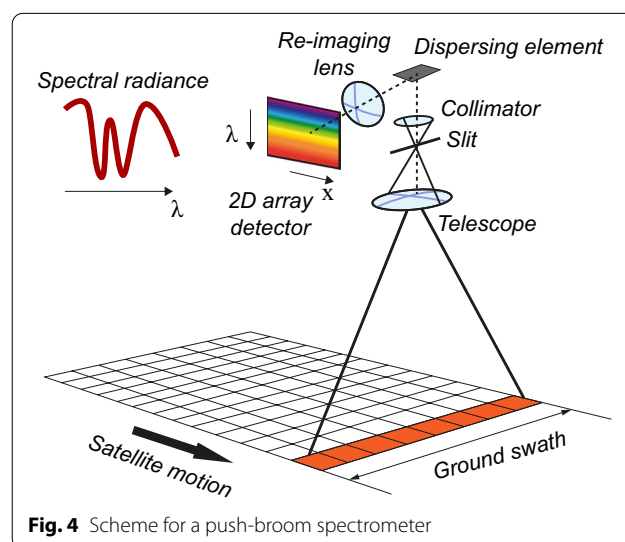 Re-imaging
lens
Dispersing element
Spectral radiance
Collimator
λ
Slit
x
λ
2D array
detector
Telescope
Satellite motion
Ground swath
Fig. 4 Scheme for a push-broom spectrometer